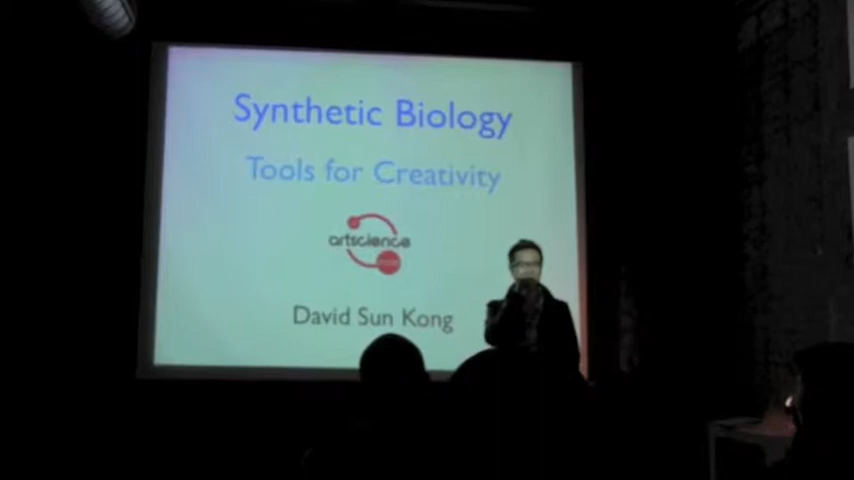 Synthetic Biology
Tools for Creativity
artscience
David Sun Kong